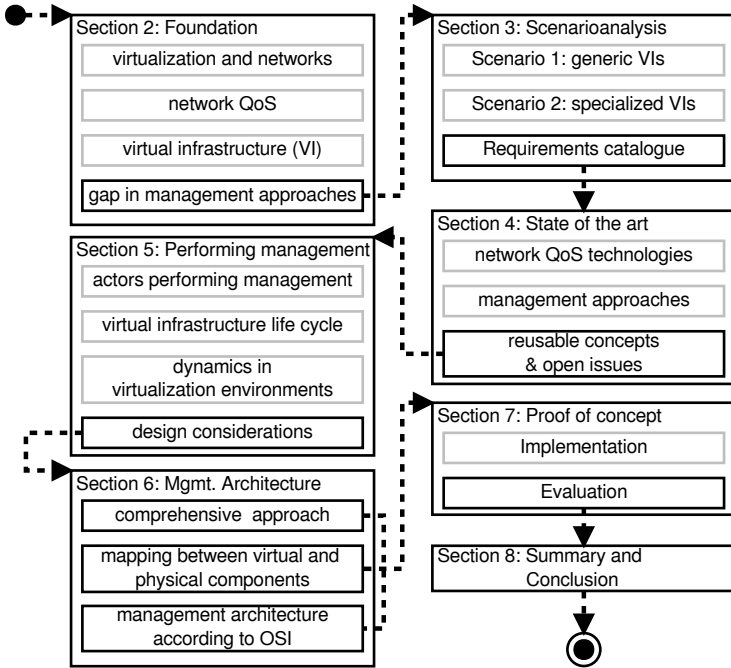 Section 2: Foundation
virtualization and networks
network QoS
virtual infrastructure (VI)
gap in management approaches
Section 3: Scenarioanalysis
Scenario 1: generic VIs
Scenario 2: specialized VIs
Requirements catalogue
Section 4: State of the art
network QoS technologies
management approaches
reusable concepts
& open issues
Section 5: Performing management
actors performing management
virtual infrastructure life cycle
dynamics in
virtualization environments
design considerations
Section 6: Mgmt. Architecture
comprehensive approach
mapping between virtual and
physical components
management architecture
according to OSI
Section 7: Proof of concept
Implementation
Evaluation
Section 8: Summary and
Conclusion